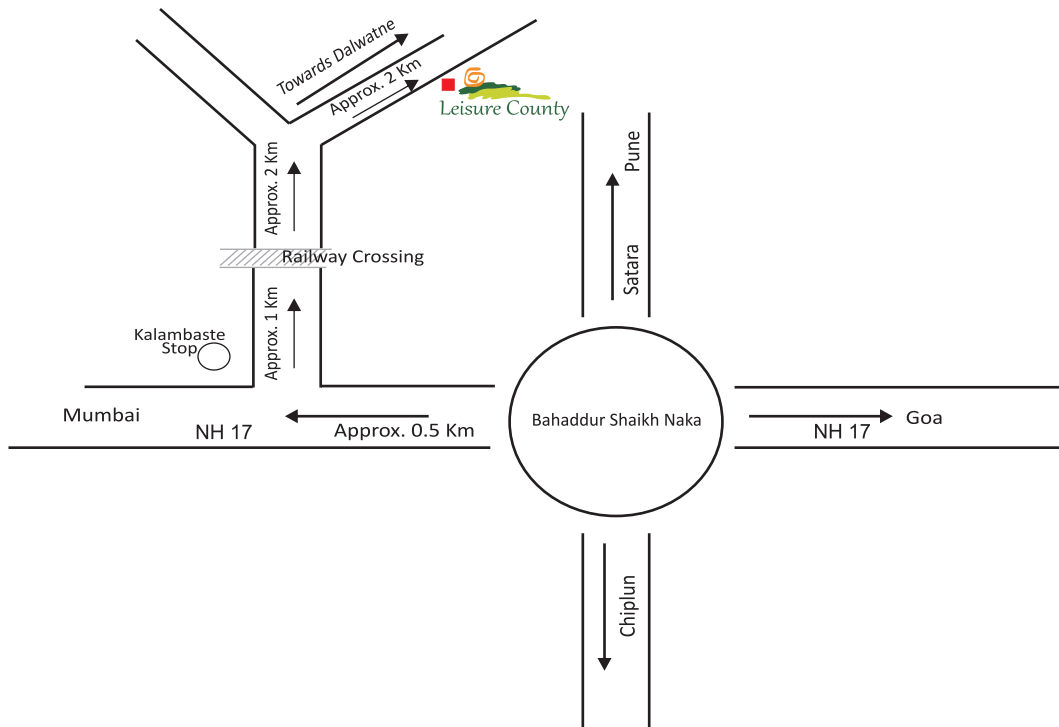 Towards Dalwatne
Approx. 2 Km
Leisure County
Approx. 2 Km
Railway Crossing
Approx. 1 Km
Kalambaste
Stop
Pune
Satara
Mumbai
NH 17
Approx. 0.5 Km
Bahaddur Shaikh Naka
NH 17
Goa
Chiplun